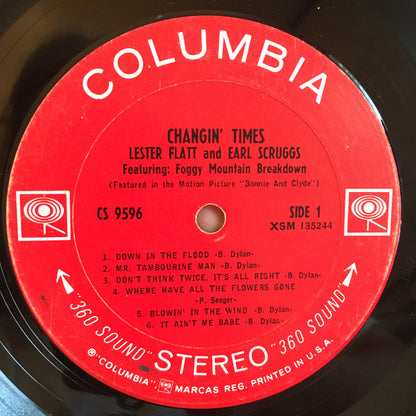 COLUMBIA
CHANGIN' TIMES
LESTER FLATT and EARL SCRUGGS
Featuring: Foggy Mountain Breakdown
(Featured in the Motion Picture "Bonnie And Clyde")
CS 9596
SIDE 1
XSM 135244
1. DOWN IN THE FLOOD -B. Dylan-
2. MR. TAMBOURINE MAN -B. Dylan-
3. DON'T THINK TWICE, IT'S ALL RIGHT -B. Dylan-
4. WHERE HAVE ALL THE FLOWERS GONE
-P. Seeger-
5. BLOWIN' IN THE WIND -B. Dylan-
6. IT AIN'T ME BABE -B. Dylan-
"360 SOUND" STEREO "360 SOUND"
® "COLUMBIA", MARCAS REG. PRINTED IN U.S.A.